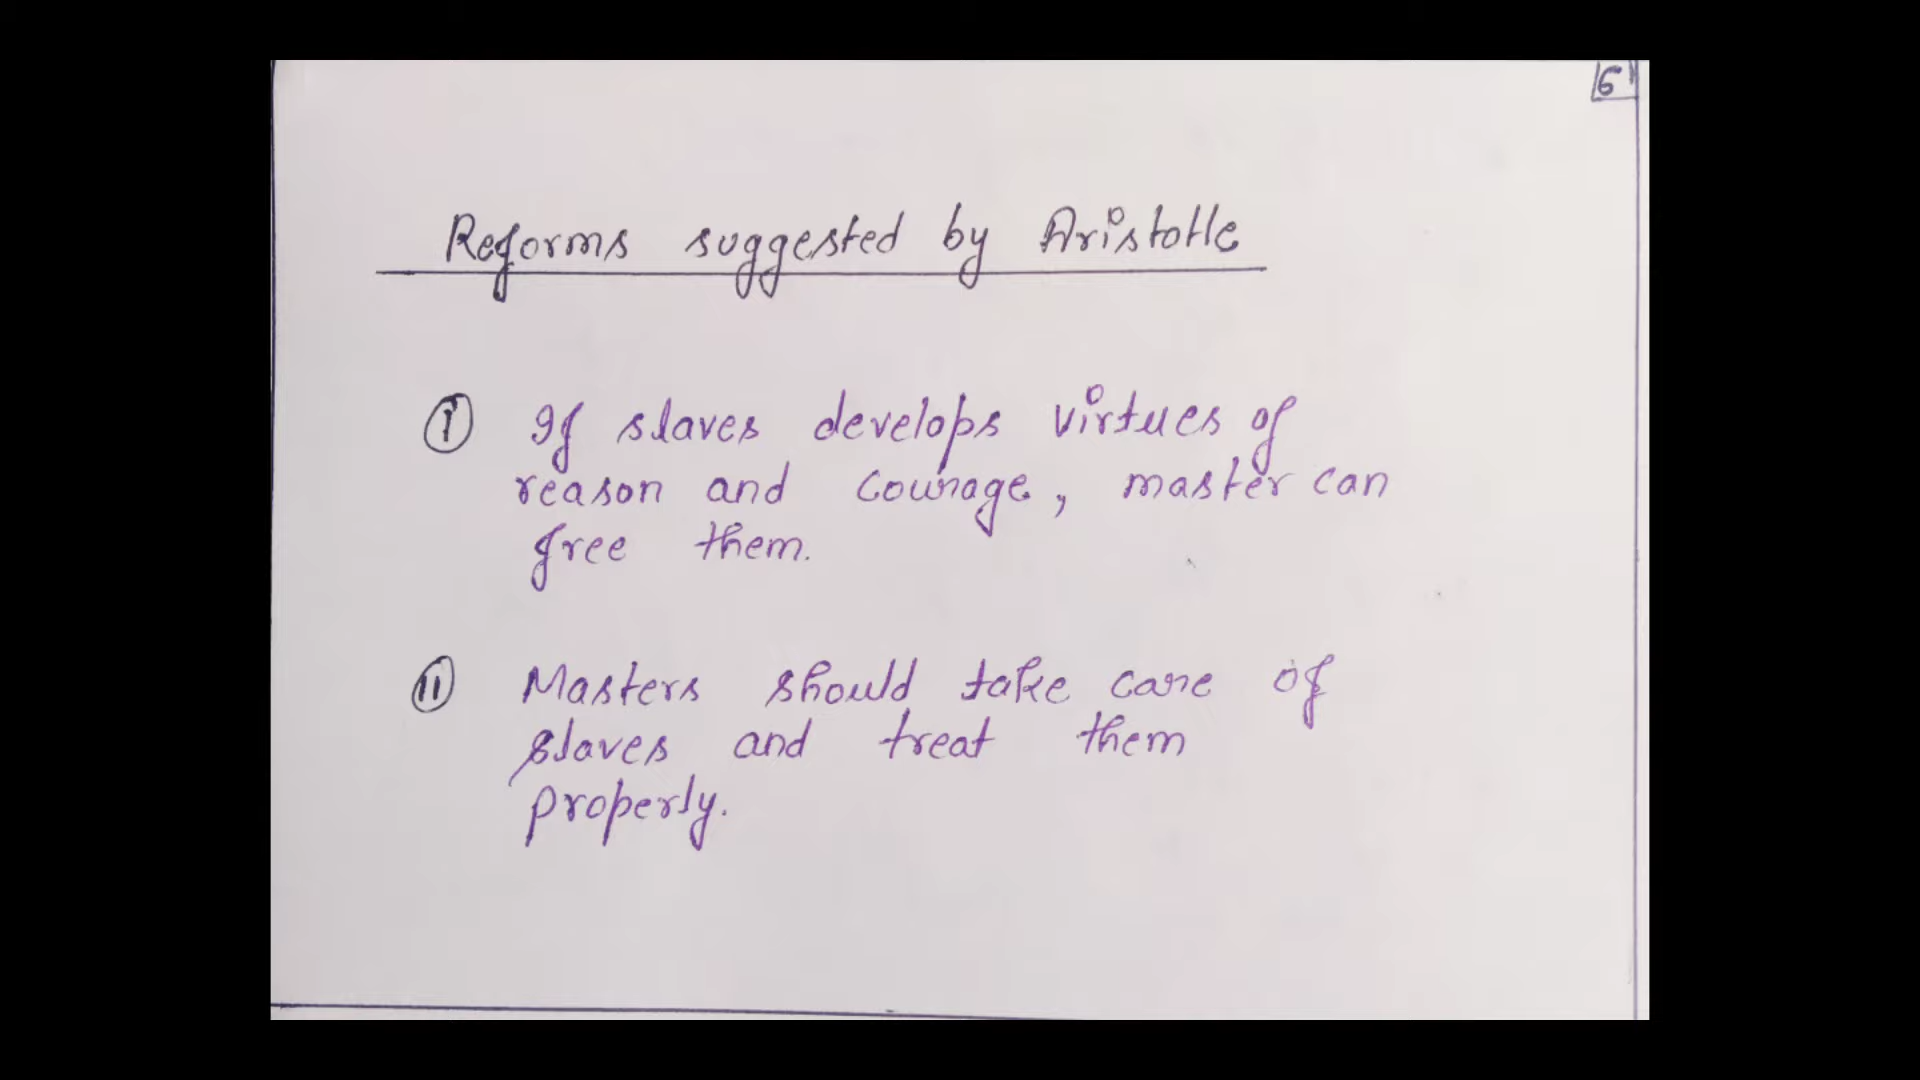 6
Reforms suggested by Aristotle
I If slaves develops virtues of
reason and courage, master can
free them.
II Masters should take care of
slaves and treat them
properly.